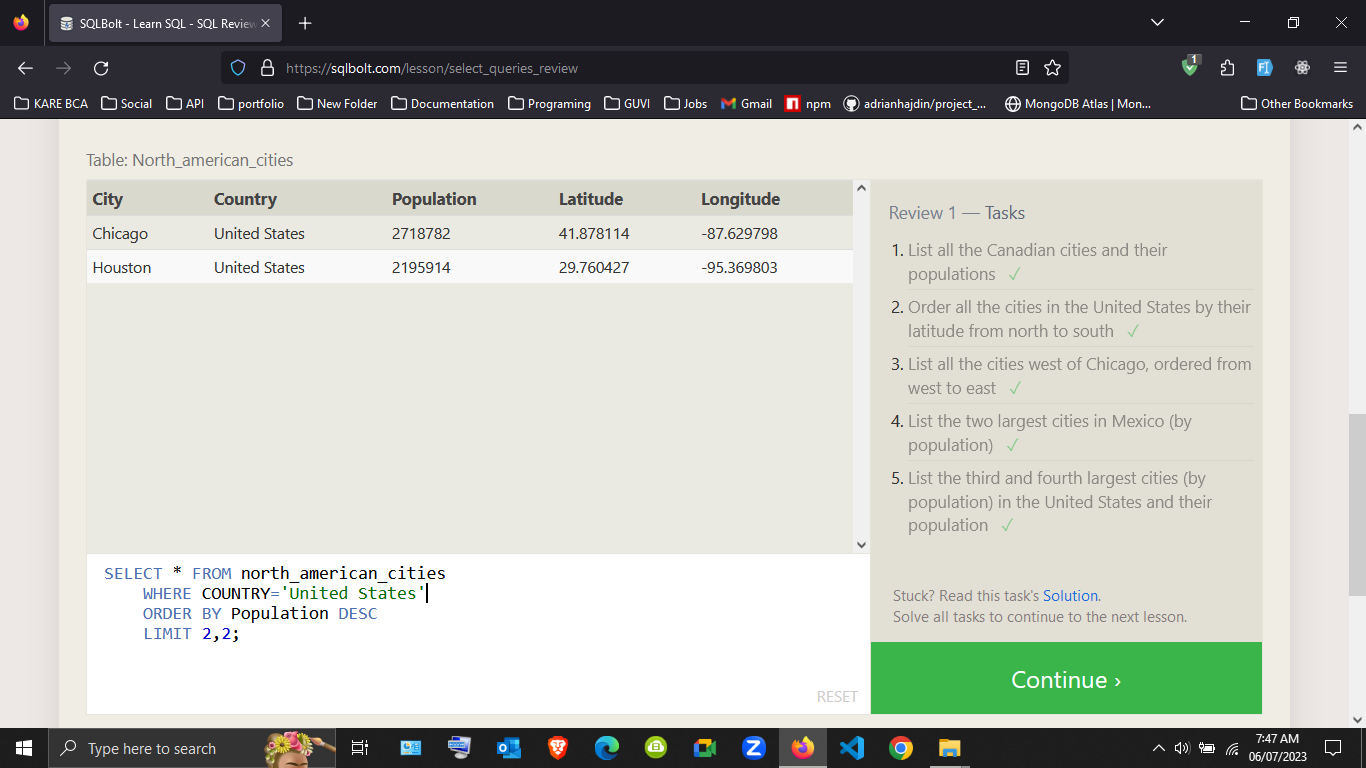 SQLBolt - Learn SQL - SQL Review
https://sqlbolt.com/lesson/select_queries_review
1
KARE BCA Social API portfolio New Folder Documentation Programing GUVI Jobs Gmail npm adrianhajdin/project_... MongoDB Atlas | Mon... Other Bookmarks
Table: North_american_cities
City Country Population Latitude Longitude
Chicago United States 2718782 41.878114 -87.629798
Houston United States 2195914 29.760427 -95.369803
Review 1 — Tasks
1. List all the Canadian cities and their
populations ✓
2. Order all the cities in the United States by their
latitude from north to south ✓
3. List all the cities west of Chicago, ordered from
west to east ✓
4. List the two largest cities in Mexico (by
population) ✓
5. List the third and fourth largest cities (by
population) in the United States and their
population ✓
SELECT * FROM north_american_cities
WHERE COUNTRY='United States'
ORDER BY Population DESC
LIMIT 2,2;
RESET
Stuck? Read this task's Solution.
Solve all tasks to continue to the next lesson.
Continue ›
Type here to search
7:47 AM
06/07/2023